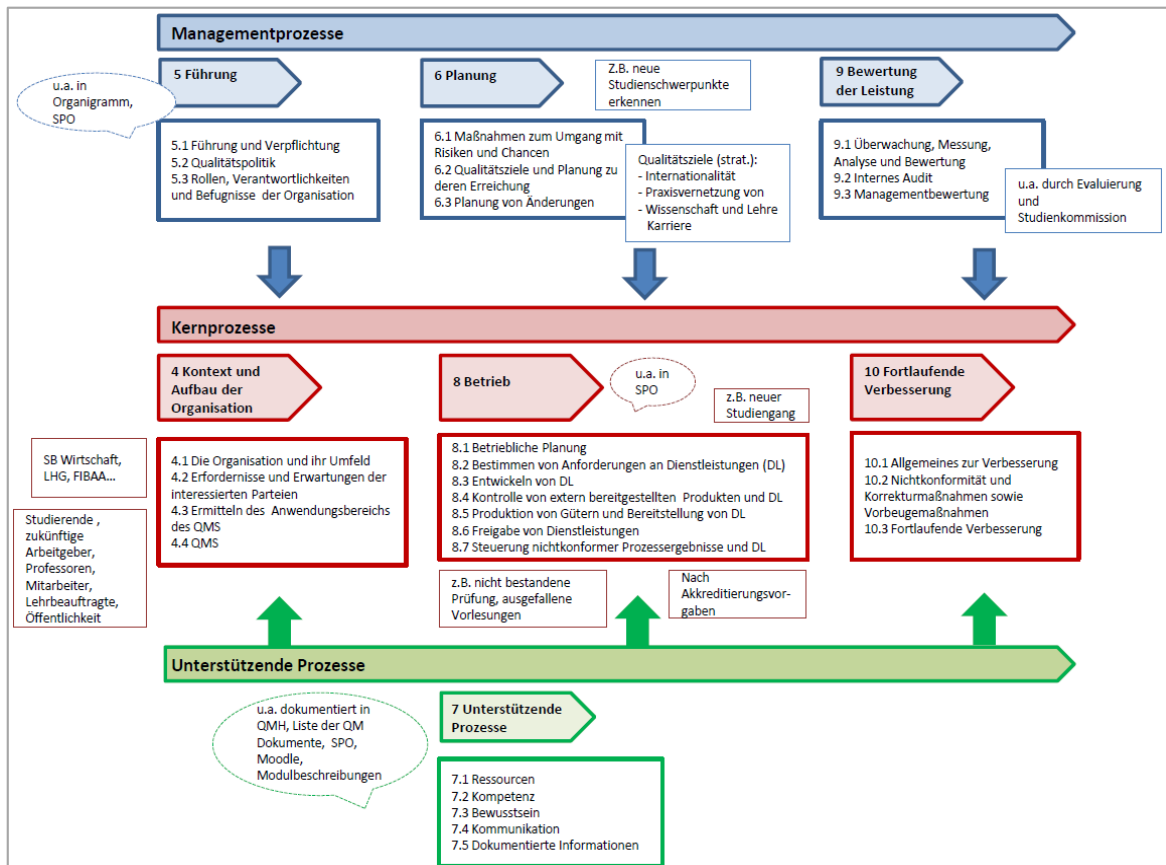 Managementprozesse
u.a. in
Organigramm,
SPO
5 Führung
6 Planung
Z.B. neue
Studienschwerpunkte
erkennen
9 Bewertung
der Leistung
5.1 Führung und Verpflichtung
5.2 Qualitätspolitik
5.3 Rollen, Verantwortlichkeiten
und Befugnisse der Organisation
6.1 Maßnahmen zum Umgang mit
Risiken und Chancen
6.2 Qualitätsziele und Planung zu
deren Erreichung
6.3 Planung von Änderungen
Qualitätsziele (strat.):
- Internationalität
- Praxisvernetzung von
- Wissenschaft und Lehre
Karriere
9.1 Überwachung, Messung,
Analyse und Bewertung
9.2 Internes Audit
9.3 Managementbewertung
u.a. durch Evaluierung
und
Studienkommission
Kernprozesse
4 Kontext und
Aufbau der
Organisation
8 Betrieb
u.a. in
SPO
z.B. neuer
Studiengang
10 Fortlaufende
Verbesserung
SB Wirtschaft,
LHG, FIBAA...
Studierende ,
zukünftige
Arbeitgeber,
Professoren,
Mitarbeiter,
Lehrbeauftragte,
Öffentlichkeit
4.1 Die Organisation und ihr Umfeld
4.2 Erfordernisse und Erwartungen der
interessierten Parteien
4.3 Ermitteln des Anwendungsbereichs
des QMS
4.4 QMS
8.1 Betriebliche Planung
8.2 Bestimmen von Anforderungen an Dienstleistungen (DL)
8.3 Entwickeln von DL
8.4 Kontrolle von extern bereitgestellten Produkten und DL
8.5 Produktion von Gütern und Bereitstellung von DL
8.6 Freigabe von Dienstleistungen
8.7 Steuerung nichtkonformer Prozessergebnisse und DL
10.1 Allgemeines zur Verbesserung
10.2 Nichtkonformität und
Korrekturmaßnahmen sowie
Vorbeugemaßnahmen
10.3 Fortlaufende Verbesserung
z.B. nicht bestandene
Prüfung, ausgefallene
Vorlesungen
Nach
Akkreditierungsvor-
gaben
Unterstützende Prozesse
u.a. dokumentiert in
QMH, Liste der QM
Dokumente, SPO,
Moodle,
Modulbeschreibungen
7 Unterstützende
Prozesse
7.1 Ressourcen
7.2 Kompetenz
7.3 Bewusstsein
7.4 Kommunikation
7.5 Dokumentierte Informationen